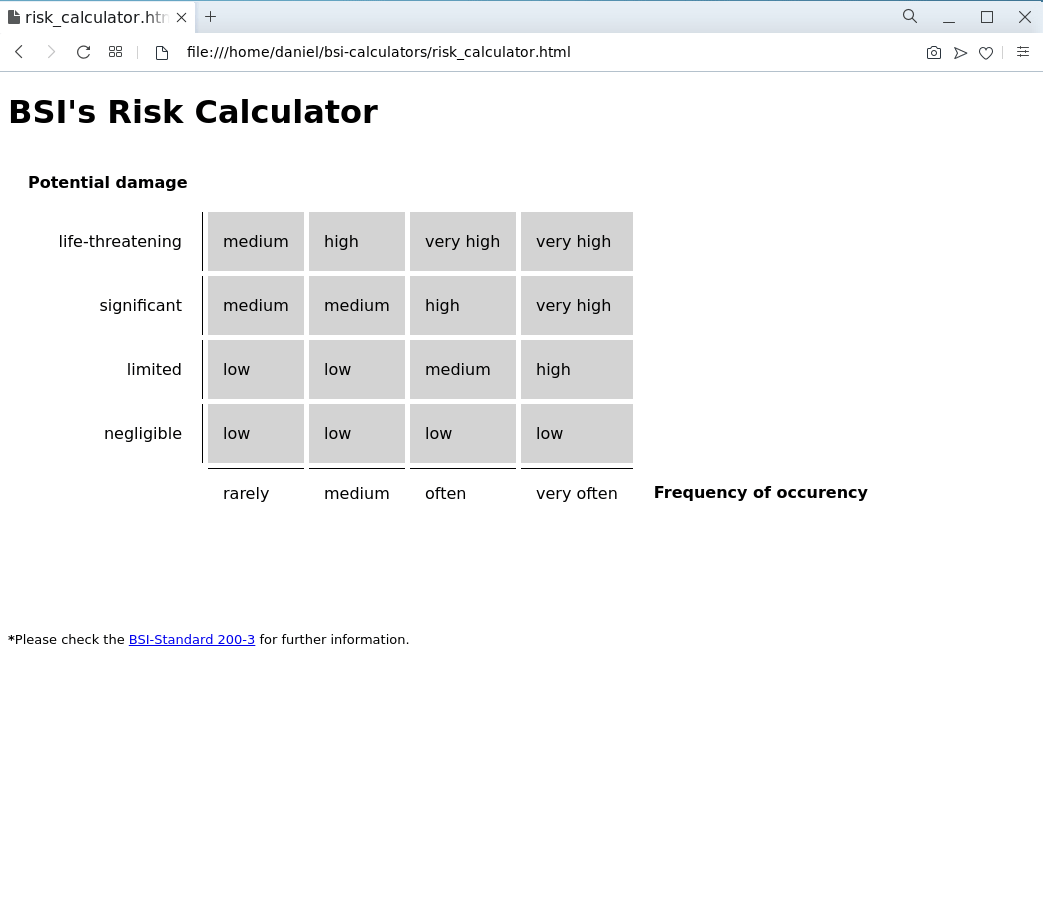 risk_calculator.htm
file:///home/daniel/bsi-calculators/risk_calculator.html
BSI's Risk Calculator
Potential damage
life-threatening medium high very high very high
significant medium medium high very high
limited low low medium high
negligible low low low low
rarely medium often very often Frequency of occurency
*Please check the BSI-Standard 200-3 for further information.